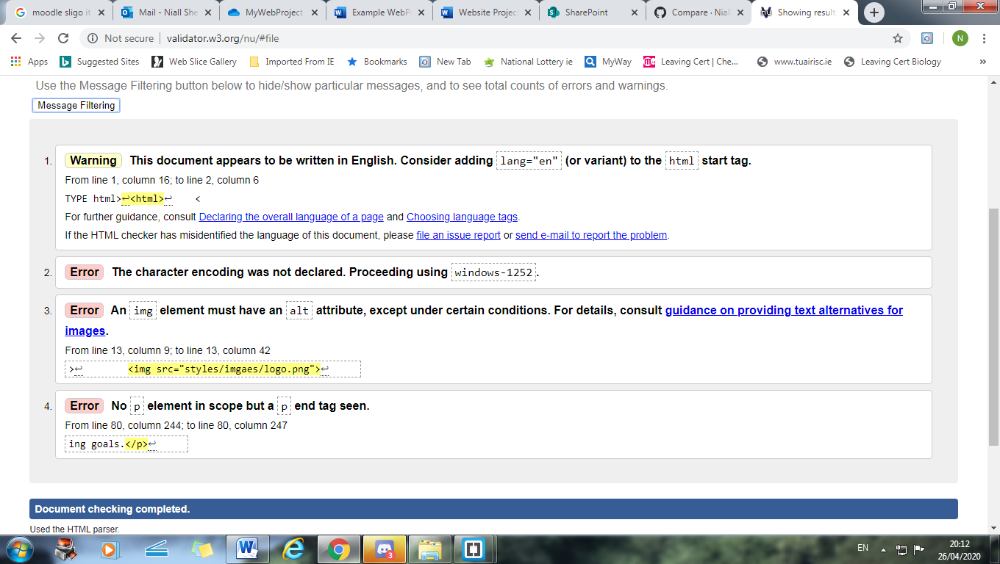 moodle sligo it
Mail - Niall She
MyWebProject
Example WebP
Website Projec
SharePoint
Compare · Nial
Showing result
Not secure
validator.w3.org/nu/#file
N
Apps
Suggested Sites
Web Slice Gallery
Imported From IE
Bookmarks
New Tab
National Lottery ie
MyWay
Leaving Cert | Che...
www.tuairisc.ie
Leaving Cert Biology
»
Use the Message Filtering button below to hide/show particular messages, and to see total counts of errors and warnings.
Message Filtering
1. Warning This document appears to be written in English. Consider adding lang="en" (or variant) to the html start tag.
From line 1, column 16; to line 2, column 6
TYPE html>↩<html>↩ <
For further guidance, consult Declaring the overall language of a page and Choosing language tags.
If the HTML checker has misidentified the language of this document, please file an issue report or send e-mail to report the problem.
2. Error The character encoding was not declared. Proceeding using windows-1252.
3. Error An img element must have an alt attribute, except under certain conditions. For details, consult guidance on providing text alternatives for
images.
From line 13, column 9; to line 13, column 42
>↩ <img src="styles/imgaes/logo.png">↩
4. Error No p element in scope but a p end tag seen.
From line 80, column 244; to line 80, column 247
ing goals.</p>↩
Document checking completed.
Used the HTML parser.
3
EN
20:12
26/04/2020